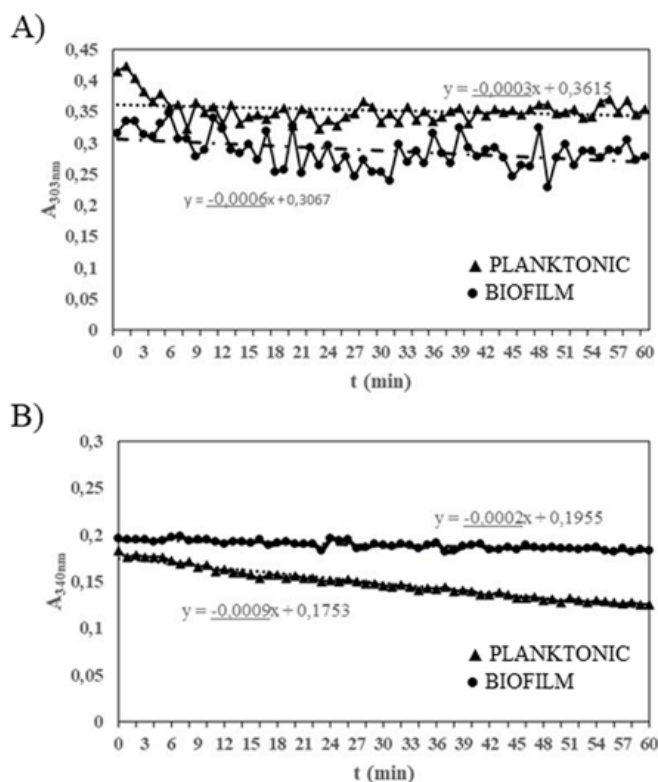 A)
0,45
0,4
0,35
0,3
0,25
0,2
0,15
0,1
0,05
0
A303nm
y = -0,0003x + 0,3615
y = -0,0006x + 0,3067
PLANKTONIC
BIOFILM
0 3 6 9 12 15 18 21 24 27 30 33 36 39 42 45 48 51 54 57 60
t (min)
B)
0,3
0,25
0,2
0,15
0,1
0,05
0
A340nm
y = -0,0002x + 0,1955
y = -0,0009x + 0,1753
PLANKTONIC
BIOFILM
0 3 6 9 12 15 18 21 24 27 30 33 36 39 42 45 48 51 54 57 60
t (min)